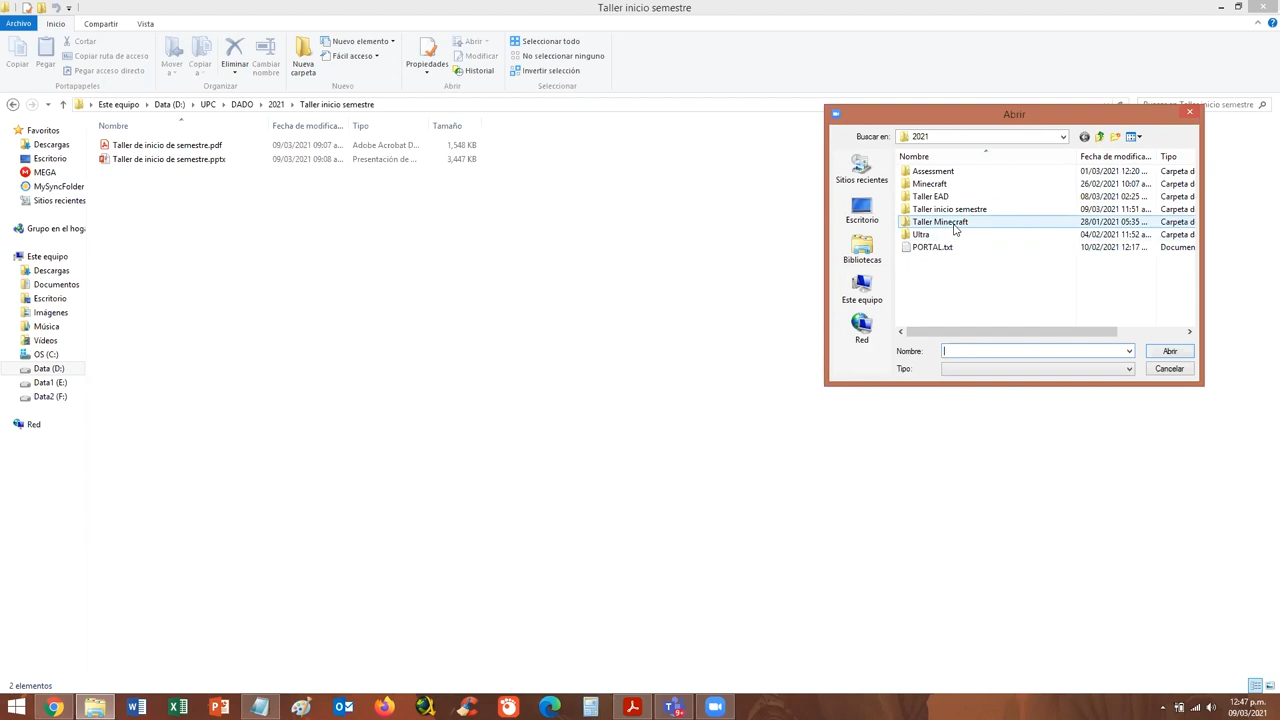 Taller inicio semestre
Archivo Inicio Compartir Vista
Copiar Pegar Cortar Copiar ruta de acceso Pegar acceso directo
Mover a Copiar a Eliminar Cambiar nombre
Nueva carpeta Nuevo elemento Fácil acceso
Propiedades Abrir Modificar Historial
Seleccionar todo No seleccionar ninguno Invertir selección
Portapapeles Organizar Nuevo Abrir Seleccionar
Este equipo Data (D:) UPC DADO 2021 Taller inicio semestre
Nombre Fecha de modifica... Tipo Tamaño
Taller de inicio de semestre.pdf 09/03/2021 09:07 a... Adobe Acrobat D... 1,548 KB
Taller de inicio de semestre.pptx 09/03/2021 09:08 a... Presentación de ... 3,447 KB
Favoritos
Descargas
Escritorio
MEGA
MySyncFolder
Sitios recientes
Grupo en el hog
Este equipo
Descargas
Documentos
Escritorio
Imágenes
Música
Vídeos
OS (C:)
Data (D:)
Data1 (E:)
Data2 (F:)
Red
Abrir
Buscar en: 2021
Nombre Fecha de modifica... Tipo
Assessment 01/03/2021 12:20 ... Carpeta d
Minecraft 26/02/2021 10:07 a... Carpeta d
Taller EAD 08/03/2021 02:25 ... Carpeta d
Taller inicio semestre 09/03/2021 11:51 a... Carpeta d
Taller Minecraft 28/01/2021 05:35 ... Carpeta d
Ultra 04/02/2021 11:52 a... Carpeta d
PORTAL.txt 10/02/2021 12:17 ... Documen
Sitios recientes
Escritorio
Bibliotecas
Este equipo
Red
Nombre: Abrir
Tipo: Cancelar
2 elementos
12:47 p.m.
09/03/2021